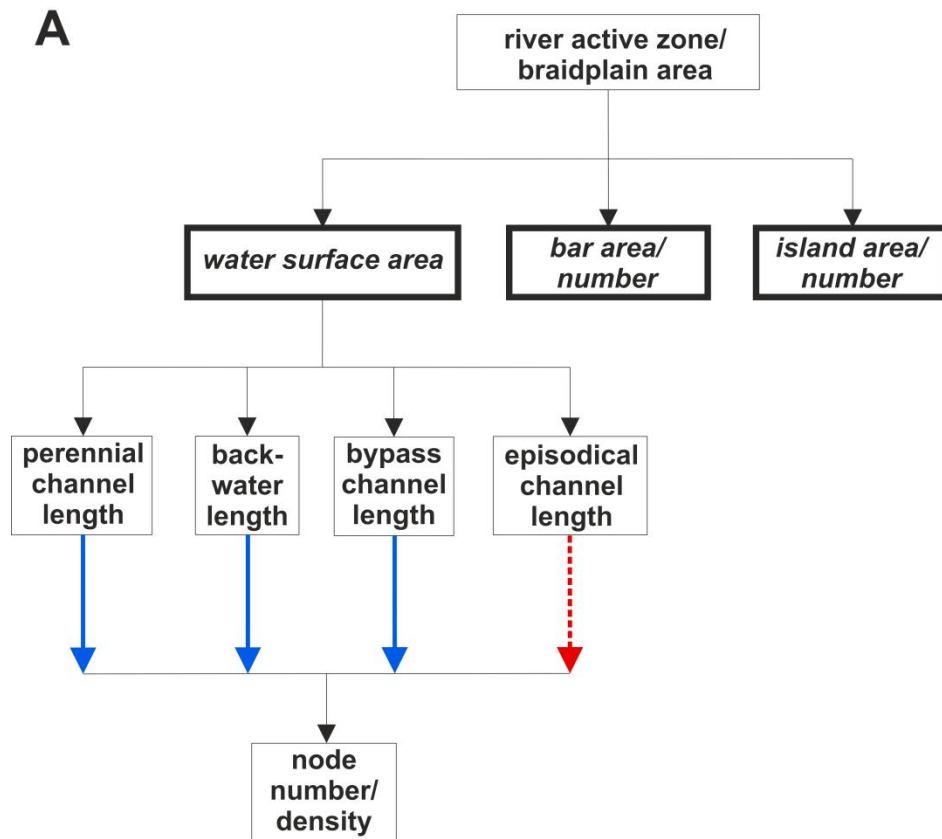 A
river active zone/
braidplain area
water surface area
bar area/
number
island area/
number
perennial
channel
length
back-
water
length
bypass
channel
length
episodical
channel
length
node
number/
density